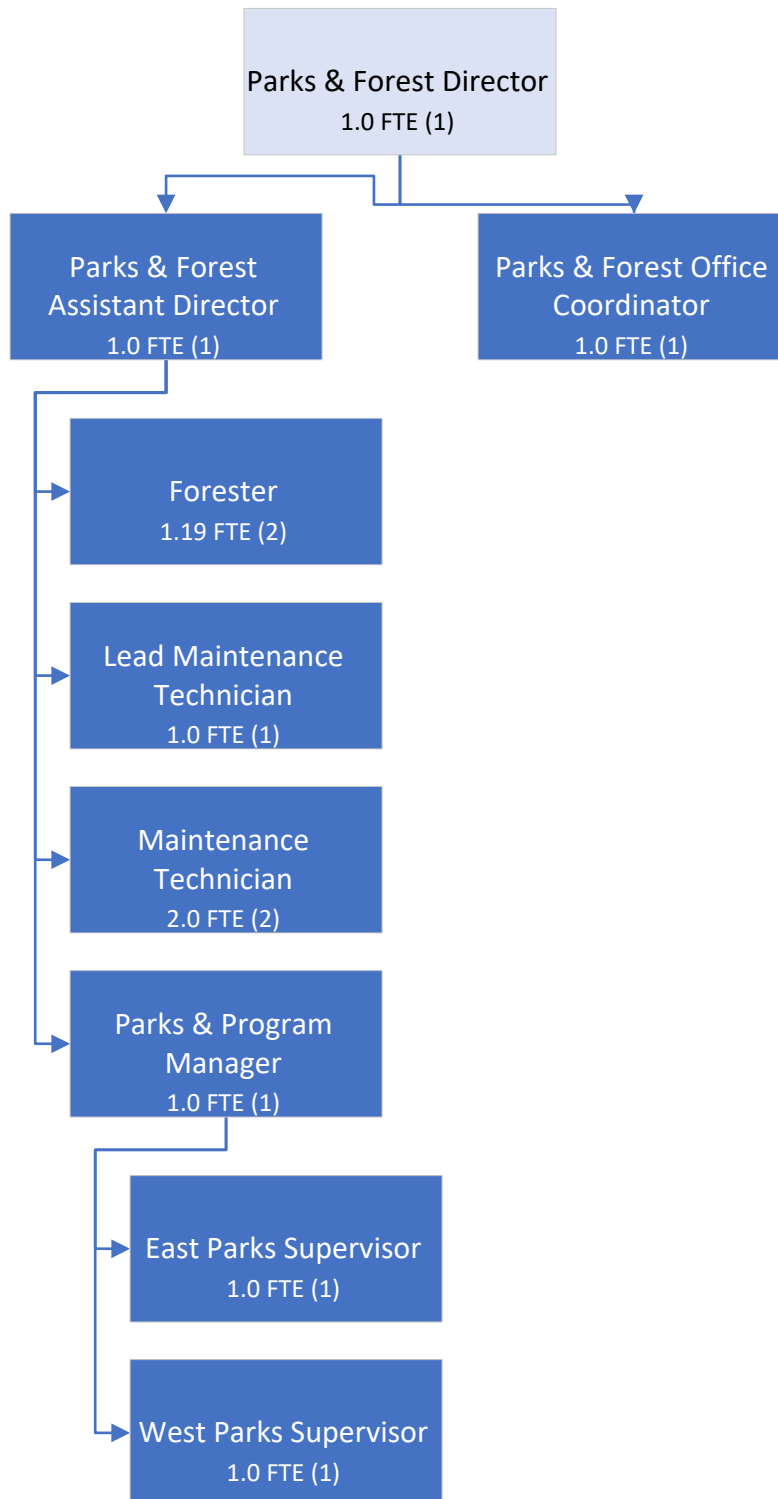 Parks & Forest Director
1.0 FTE (1)
Parks & Forest
Assistant Director
1.0 FTE (1)
Parks & Forest Office
Coordinator
1.0 FTE (1)
Forester
1.19 FTE (2)
Lead Maintenance
Technician
1.0 FTE (1)
Maintenance
Technician
2.0 FTE (2)
Parks & Program
Manager
1.0 FTE (1)
East Parks Supervisor
1.0 FTE (1)
West Parks Supervisor
1.0 FTE (1)